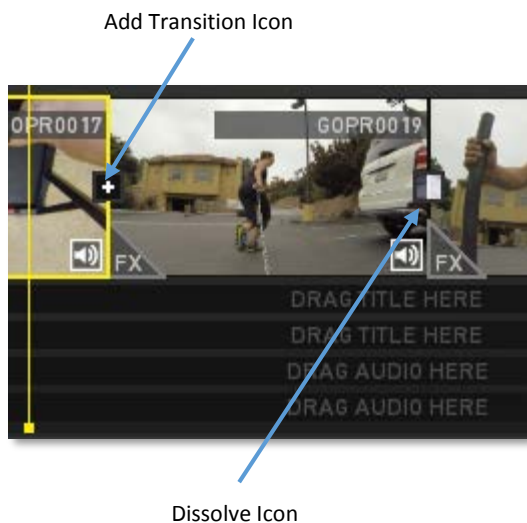 Add Transition Icon
OPR0017
GOPR0019
FX
FX
DRAG TITLE HERE
DRAG TITLE HERE
DRAG AUDIO HERE
DRAG AUDIO HERE
Dissolve Icon